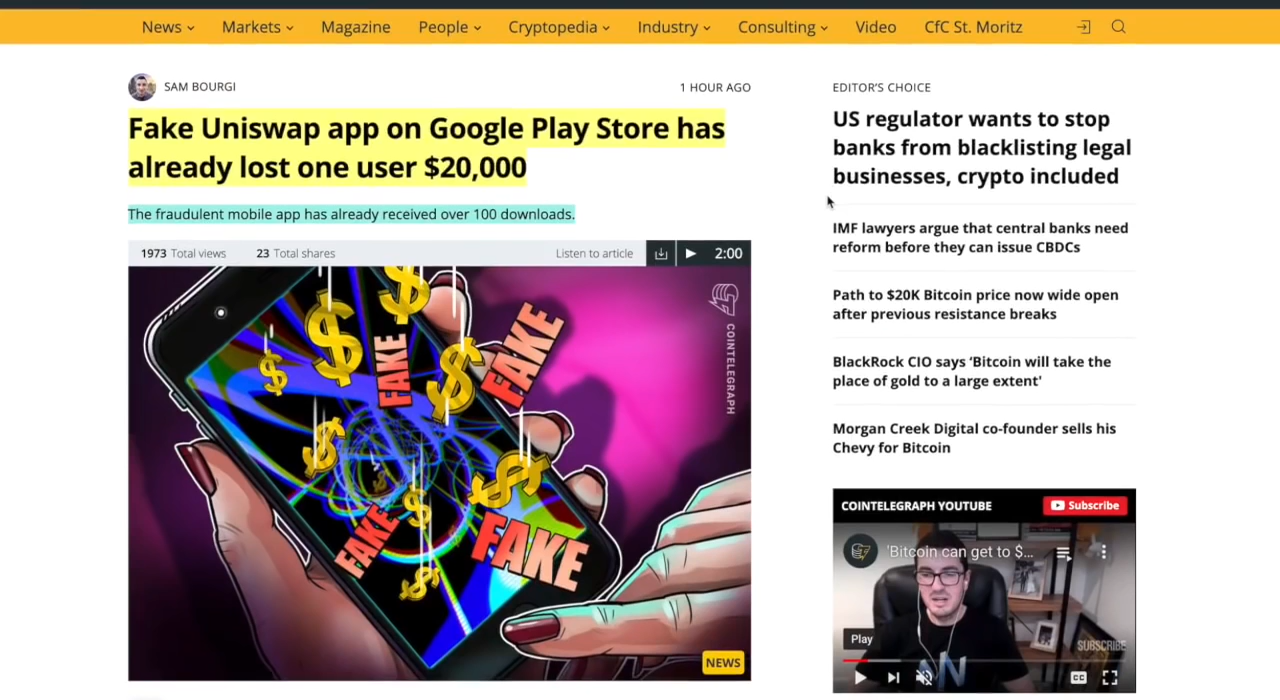 News Markets Magazine People Cryptopedia Industry Consulting Video CfC St. Moritz
SAM BOURGI
1 HOUR AGO
Fake Uniswap app on Google Play Store has
already lost one user $20,000
The fraudulent mobile app has already received over 100 downloads.
1973 Total views 23 Total shares Listen to article 2:00
FAKE
FAKE
FAKE
FAKE
COINTELEGRAPH
NEWS
EDITOR'S CHOICE
US regulator wants to stop
banks from blacklisting legal
businesses, crypto included
IMF lawyers argue that central banks need
reform before they can issue CBDCs
Path to $20K Bitcoin price now wide open
after previous resistance breaks
BlackRock CIO says ‘Bitcoin will take the
place of gold to a large extent'
Morgan Creek Digital co-founder sells his
Chevy for Bitcoin
COINTELEGRAPH YOUTUBE Subscribe
'Bitcoin can get to $...
Play
SUBSCRIBE
CC